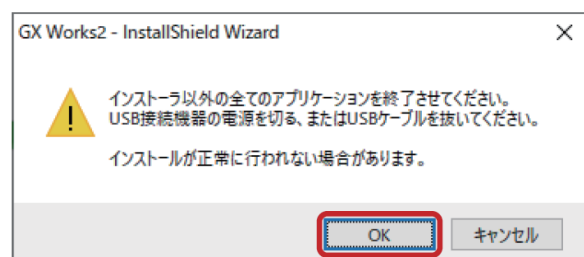 GX Works2 - InstallShield Wizard
インストーラ以外の全てのアプリケーションを終了させてください。
USB接続機器の電源を切る、またはUSBケーブルを抜いてください。
インストールが正常に行われない場合があります。
OK
キャンセル